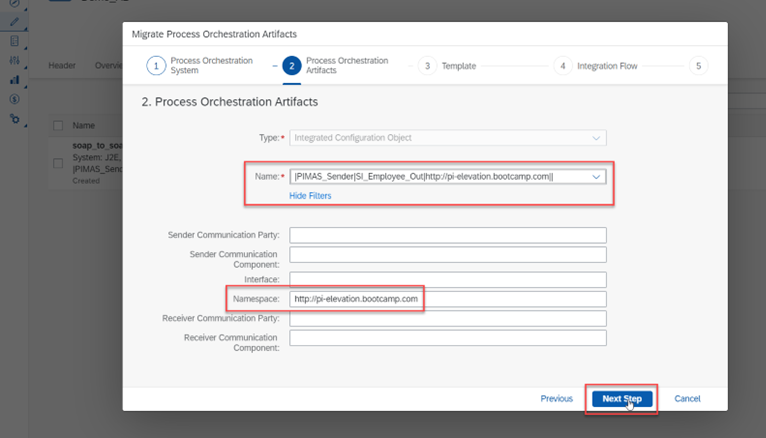 Migrate Process Orchestration Artifacts
1 Process Orchestration System
2 Process Orchestration Artifacts
3 Template
4 Integration Flow
5
Header
2. Process Orchestration Artifacts
Type:* Integrated Configuration Object
Name
Name:* |PIMAS_Sender|SI_Employee_Out|http://pi-elevation.bootcamp.com||
System: J2E,
|PIMAS_Send
Created
Hide Filters
Sender Communication Party:
Sender Communication
Component:
Interface:
Namespace: http://pi-elevation.bootcamp.com
Receiver Communication Party:
Receiver Communication
Component:
Previous Next Step Cancel